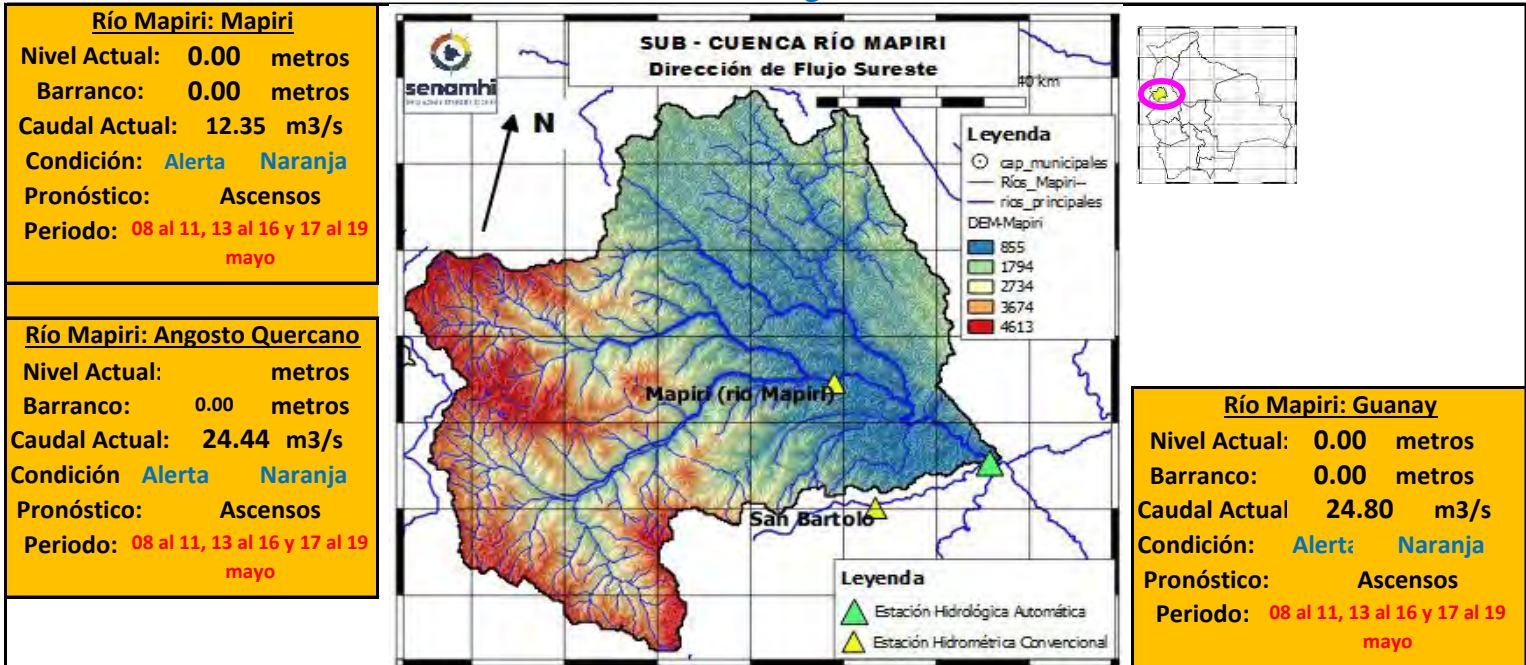 Río Mapiri: Mapiri
Nivel Actual: 0.00 metros
Barranco: 0.00 metros
Caudal Actual: 12.35 m3/s
Condición: Alerta Naranja
Pronóstico: Ascensos
Periodo: 08 al 11, 13 al 16 y 17 al 19
mayo
Río Mapiri: Angosto Quercano
Nivel Actual: metros
Barranco: 0.00 metros
Caudal Actual: 24.44 m3/s
Condición Alerta Naranja
Pronóstico: Ascensos
Periodo: 08 al 11, 13 al 16 y 17 al 19
mayo
senamhi
SUB - CUENCA RÍO MAPIRI
Dirección de Flujo Sureste
40 km
N
Leyenda
cap_municipales
Ríos_Mapiri--
rios_principales
DEM-Mapiri
855
1794
2734
3674
4613
Mapiri (rio Mapiri)
San Bartolo
Leyenda
Estación Hidrológica Automática
Estación Hidrométrica Convencional
Río Mapiri: Guanay
Nivel Actual: 0.00 metros
Barranco: 0.00 metros
Caudal Actual 24.80 m3/s
Condición: Alerta Naranja
Pronóstico: Ascensos
Periodo: 08 al 11, 13 al 16 y 17 al 19
mayo